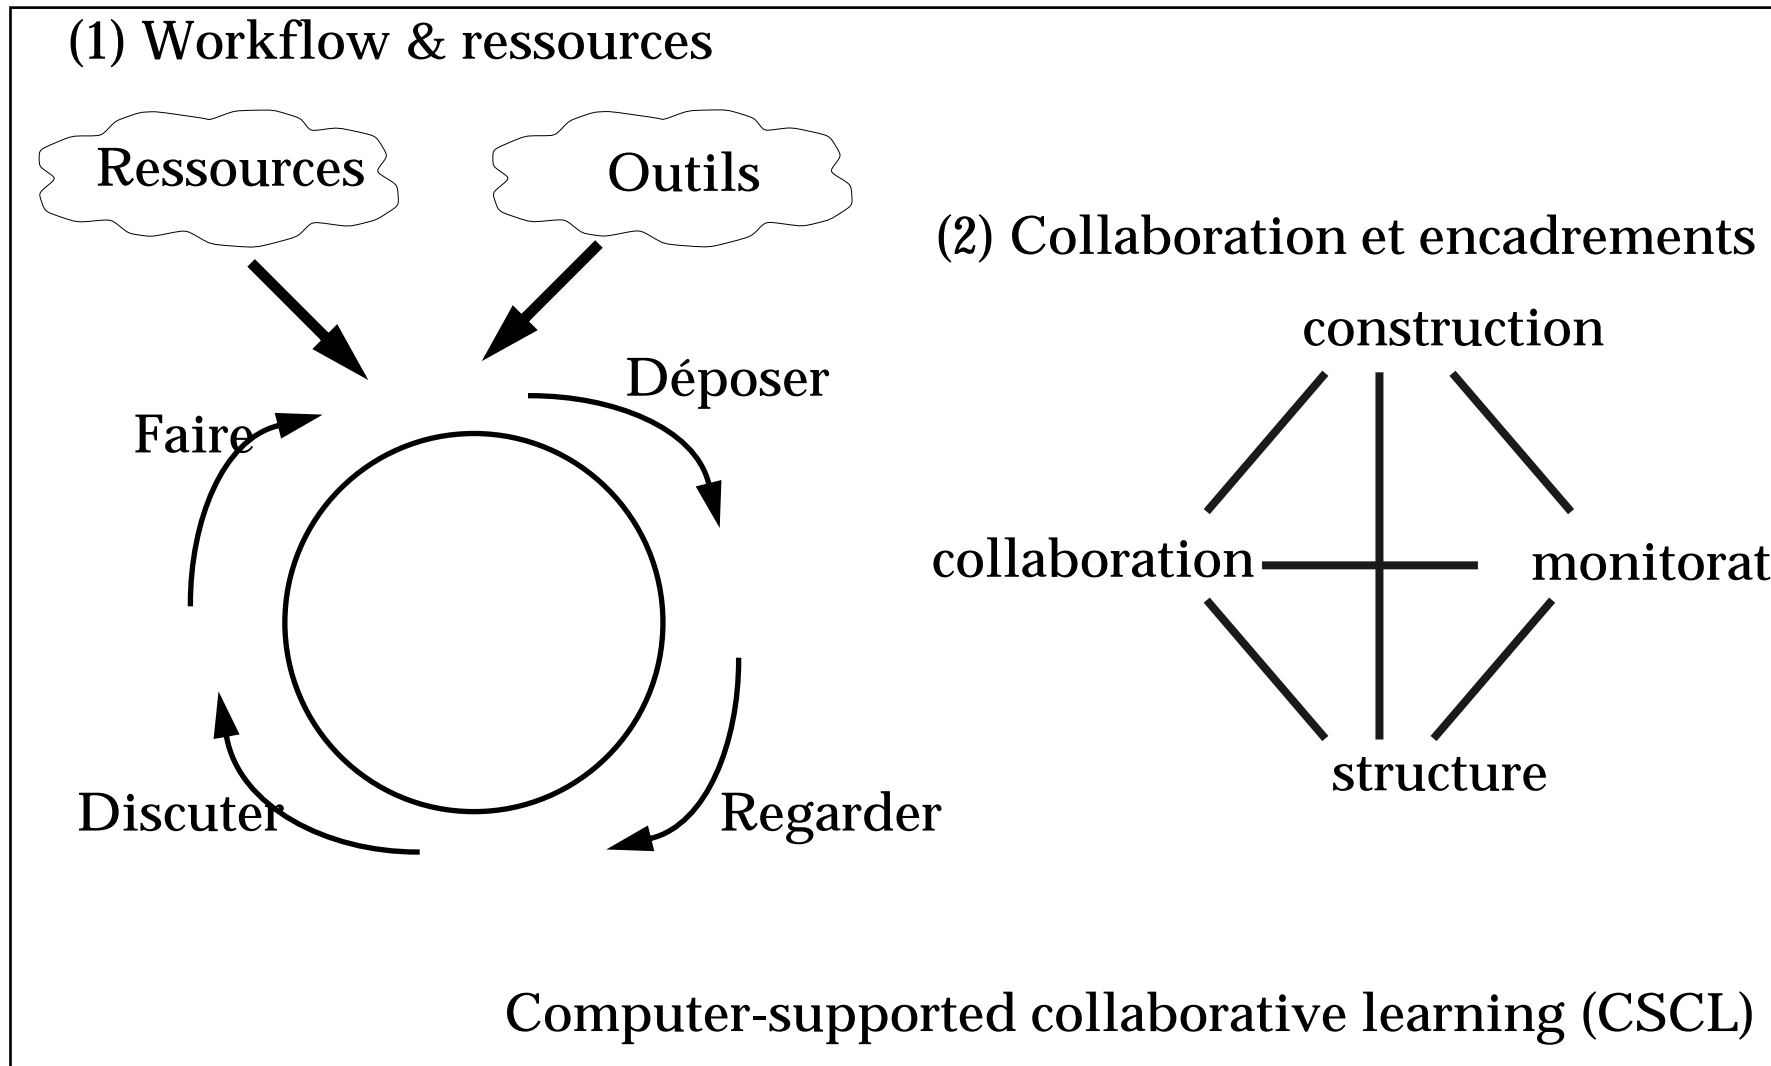 (1) Workflow & ressources
Ressources
Outils
Déposer
Faire
Discuter
Regarder
(2) Collaboration et encadrements
construction
collaboration
monitorat
structure
Computer-supported collaborative learning (CSCL)